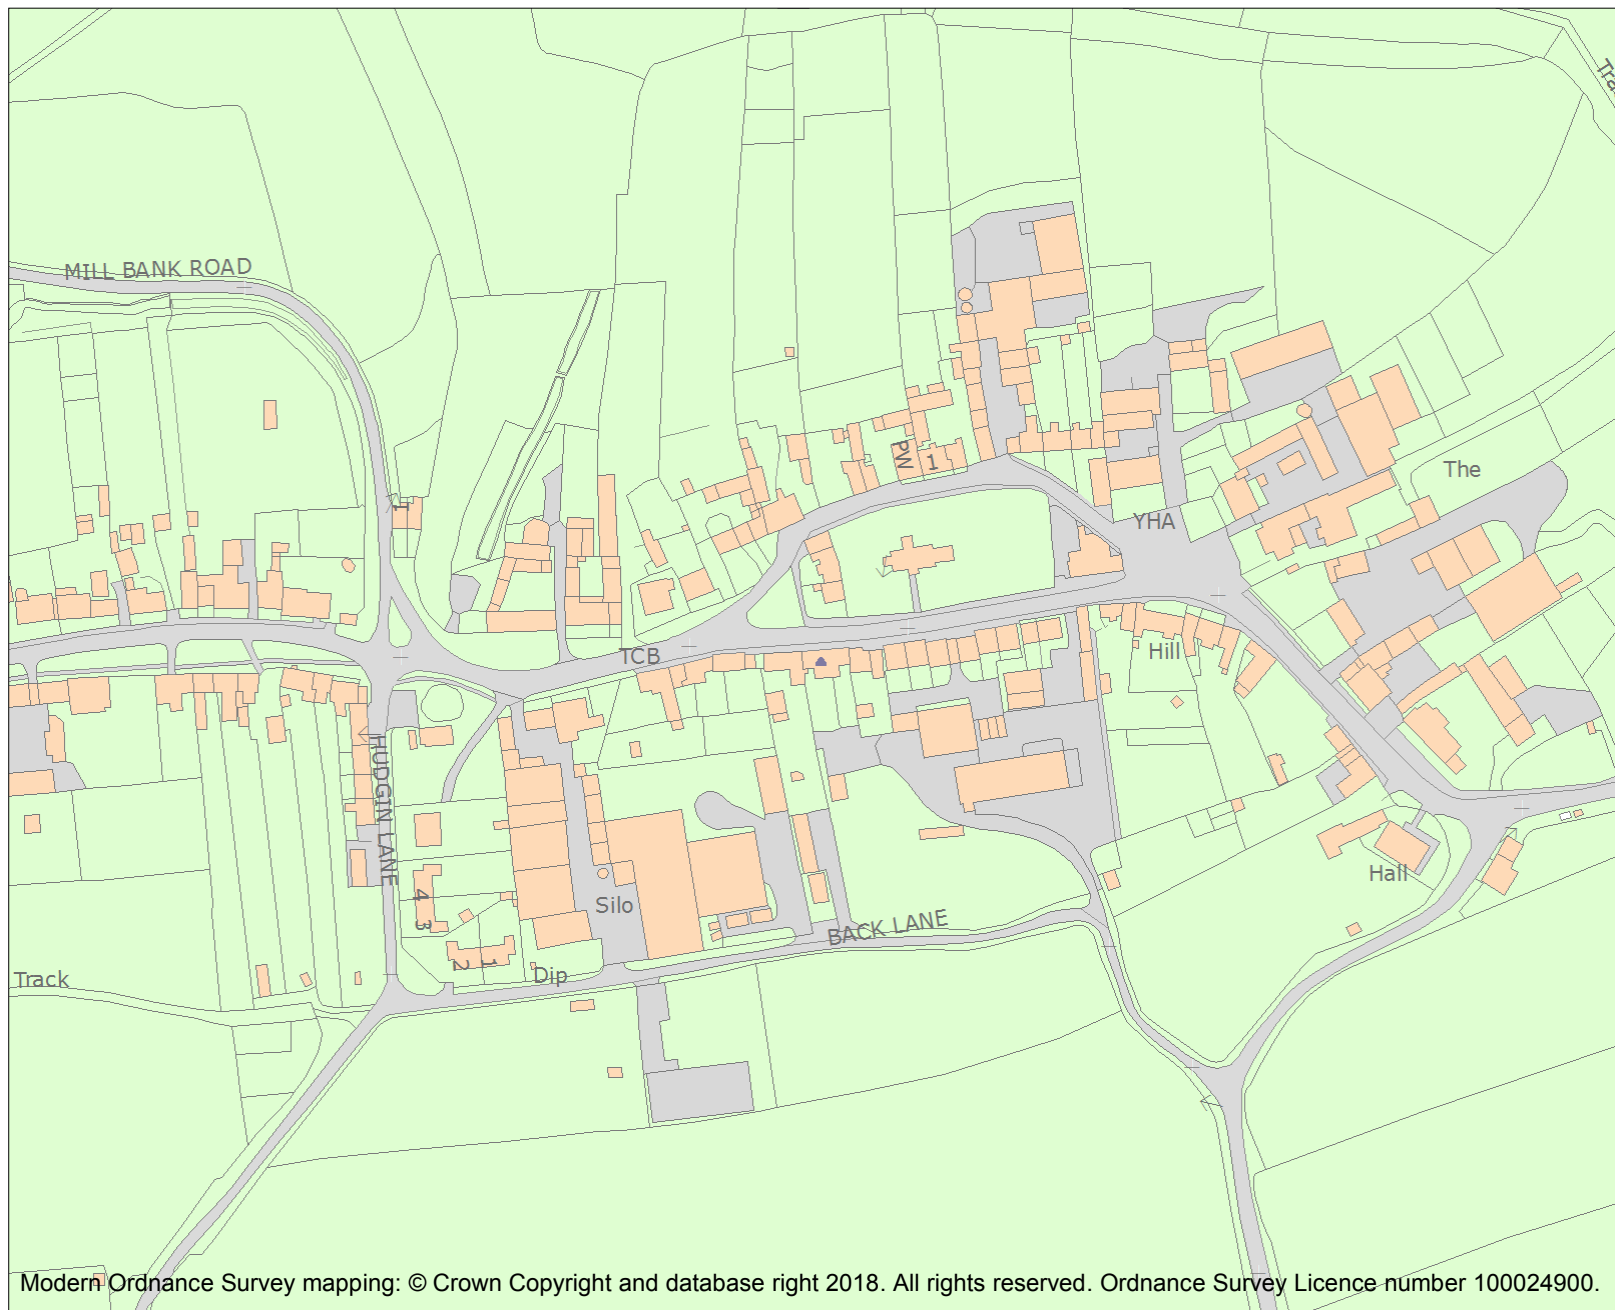 Tra
MILL BANK ROAD
PW
1
The
1
YHA
Hill
TCB
HUDGIN LANE
Hall
4
3
Silo
BACK LANE
2
1
Dip
Track
Modern Ordnance Survey mapping: © Crown Copyright and database right 2018. All rights reserved. Ordnance Survey Licence number 100024900.